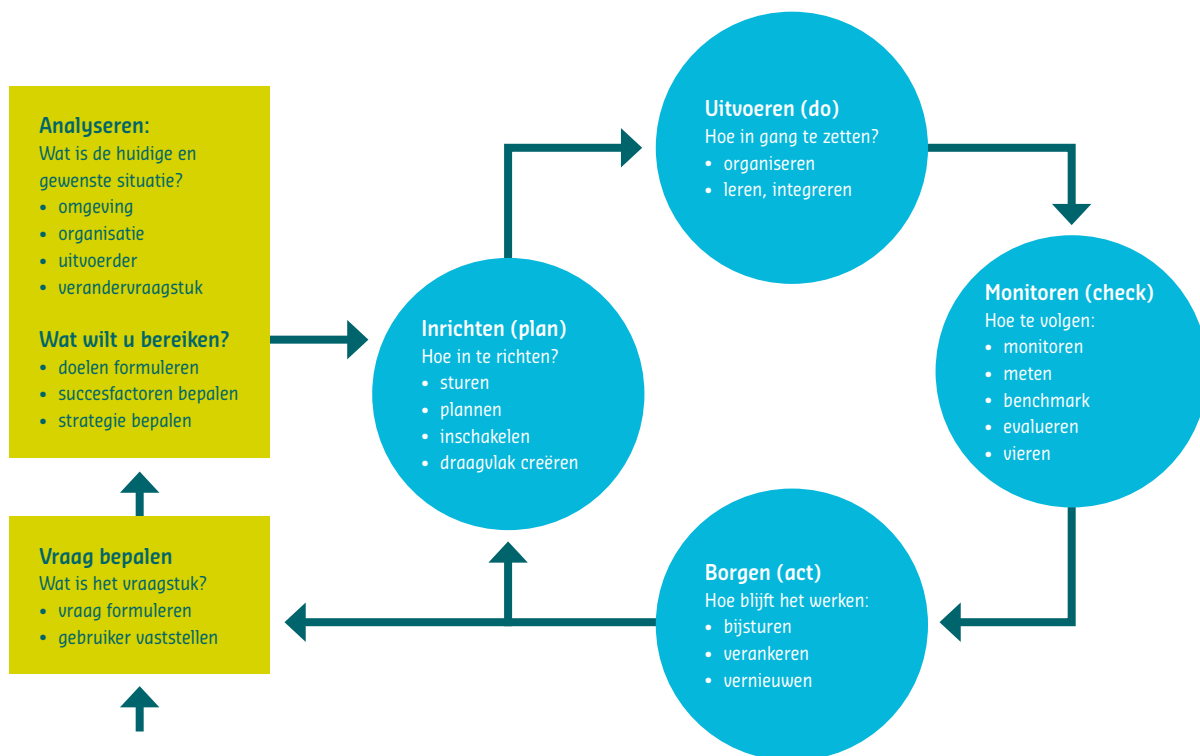 Vraag bepalen
Wat is het vraagstuk?
• vraag formuleren
• gebruiker vaststellen
Analyseren:
Wat is de huidige en
gewenste situatie?
• omgeving
• organisatie
• uitvoerder
• verandervraagstuk
Wat wilt u bereiken?
• doelen formuleren
• succesfactoren bepalen
• strategie bepalen
Inrichten (plan)
Hoe in te richten?
• sturen
• plannen
• inschakelen
• draagvlak creëren
Uitvoeren (do)
Hoe in gang te zetten?
• organiseren
• leren, integreren
Monitoren (check)
Hoe te volgen:
• monitoren
• meten
• benchmark
• evalueren
• vieren
Borgen (act)
Hoe blijft het werken:
• bijsturen
• verankeren
• vernieuwen